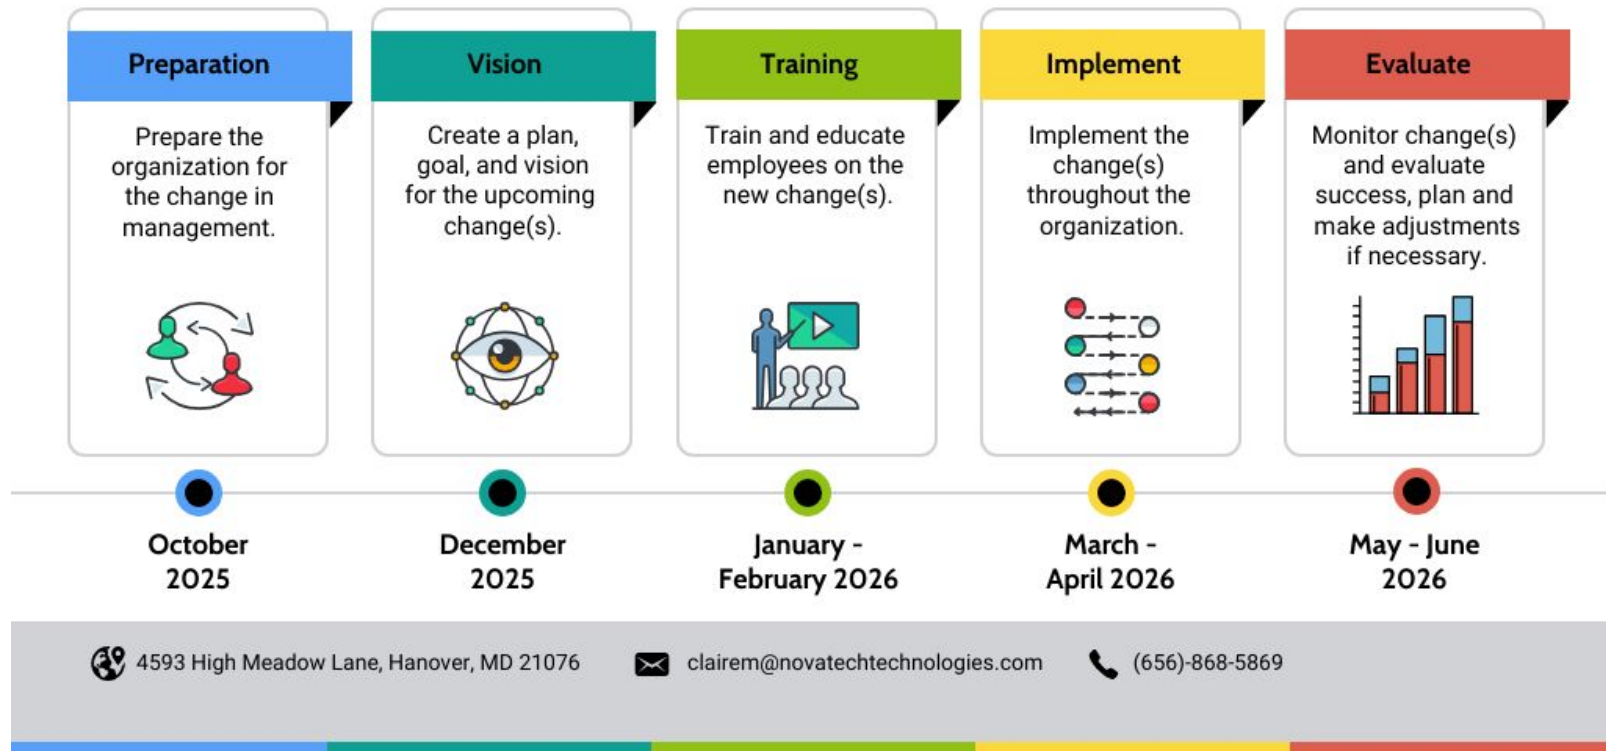 Preparation
Prepare the
organization for
the change in
management.
October
2025
Vision
Create a plan,
goal, and vision
for the upcoming
change(s).
December
2025
Training
Train and educate
employees on the
new change(s).
January -
February 2026
Implement
Implement the
change(s)
throughout the
organization.
March -
April 2026
Evaluate
Monitor change(s)
and evaluate
success, plan and
make adjustments
if necessary.
May - June
2026
4593 High Meadow Lane, Hanover, MD 21076
clairem@novatechtechnologies.com
(656)-868-5869